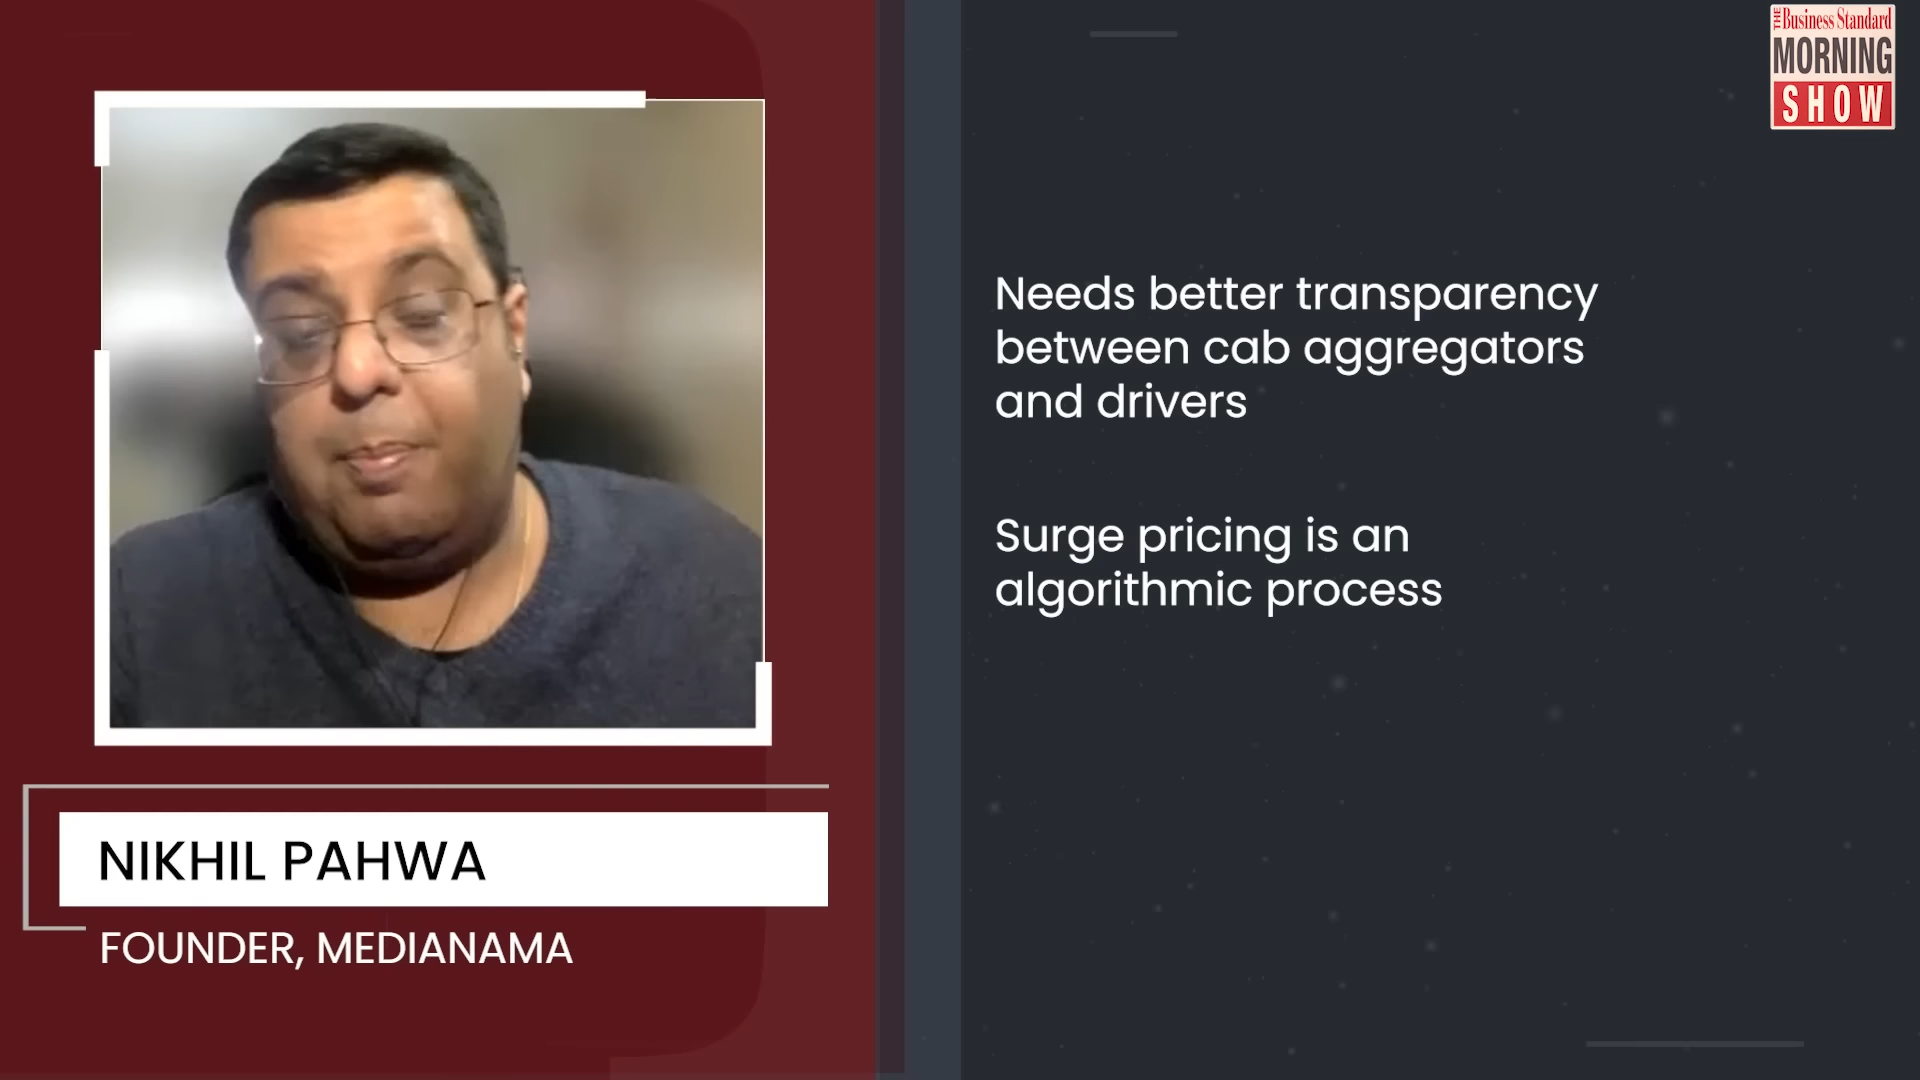 THE Business Standard
MORNING
SHOW
Needs better transparency
between cab aggregators
and drivers
Surge pricing is an
algorithmic process
NIKHIL PAHWA
FOUNDER, MEDIANAMA